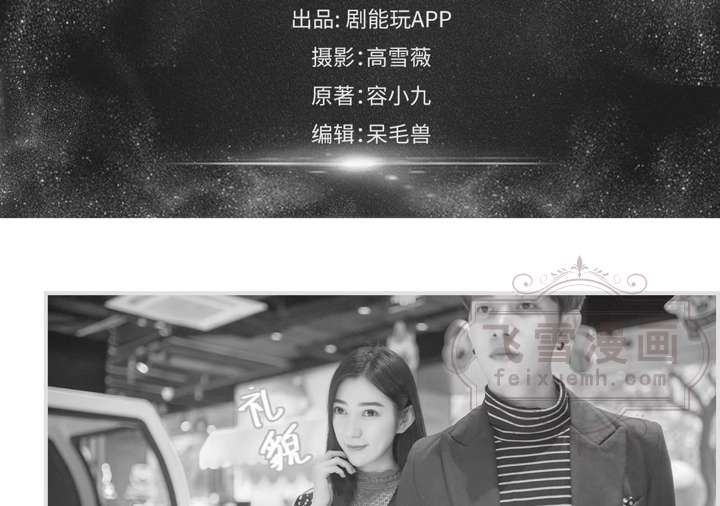 出品: 剧能玩APP
摄影: 高雪薇
原著: 容小九
编辑: 呆毛兽
飞雪漫画
feixuemh.com
礼
貌